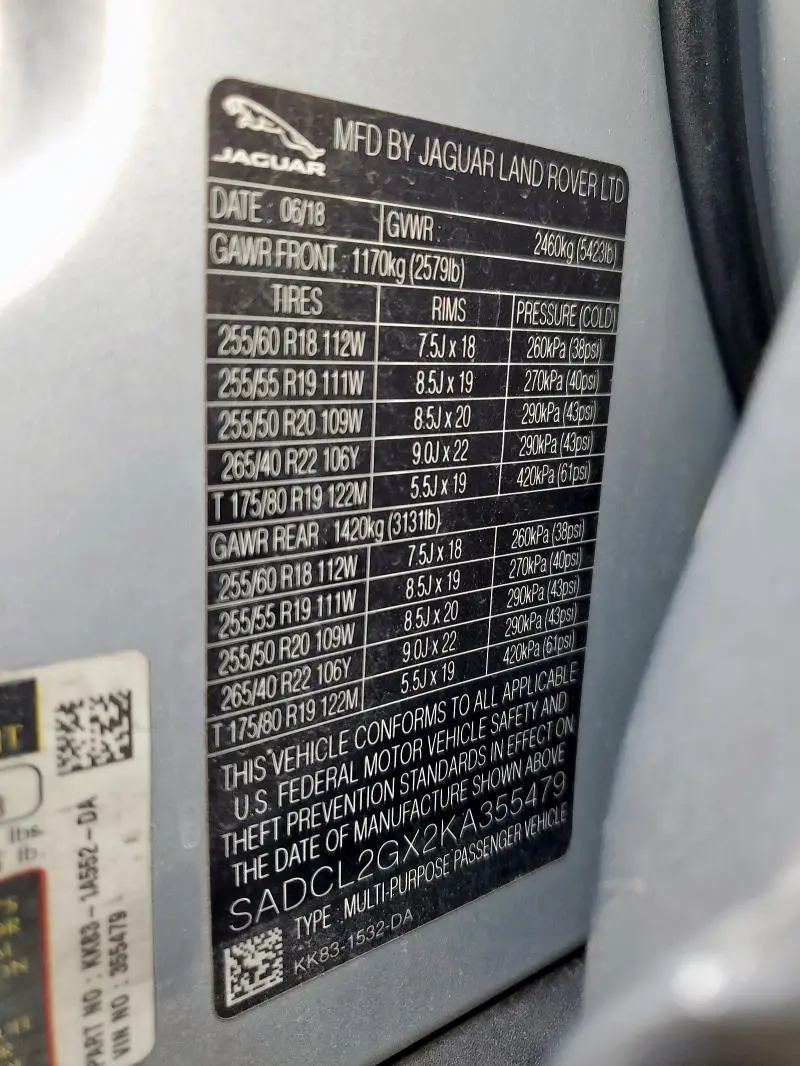 JAGUAR
MFD BY JAGUAR LAND ROVER LTD
DATE : 06/18 GVWR : 2460kg (5423lb)
GAWR FRONT : 1170kg (2579lb)
TIRES RIMS PRESSURE (COLD)
255/60 R18 112W 7.5J x 18 260kPa (38psi)
255/55 R19 111W 8.5J x 19 270kPa (40psi)
255/50 R20 109W 8.5J x 20 290kPa (43psi)
265/40 R22 106Y 9.0J x 22 290kPa (43psi)
T 175/80 R19 122M 5.5J x 19 420kPa (61psi)
GAWR REAR : 1420kg (3131lb)
255/60 R18 112W 7.5J x 18 260kPa (38psi)
255/55 R19 111W 8.5J x 19 270kPa (40psi)
255/50 R20 109W 8.5J x 20 290kPa (43psi)
265/40 R22 106Y 9.0J x 22 290kPa (43psi)
T 175/80 R19 122M 5.5J x 19 420kPa (61psi)
THIS VEHICLE CONFORMS TO ALL APPLICABLE
U.S. FEDERAL MOTOR VEHICLE SAFETY AND
THEFT PREVENTION STANDARDS IN EFFECT ON
THE DATE OF MANUFACTURE SHOWN ABOVE
SADCL2GX2KA355479
TYPE : MULTI-PURPOSE PASSENGER VEHICLE
KK83-1532-DA
lbs.
lb.
PART NO : KK83-1A552-DA
VIN NO : 355479